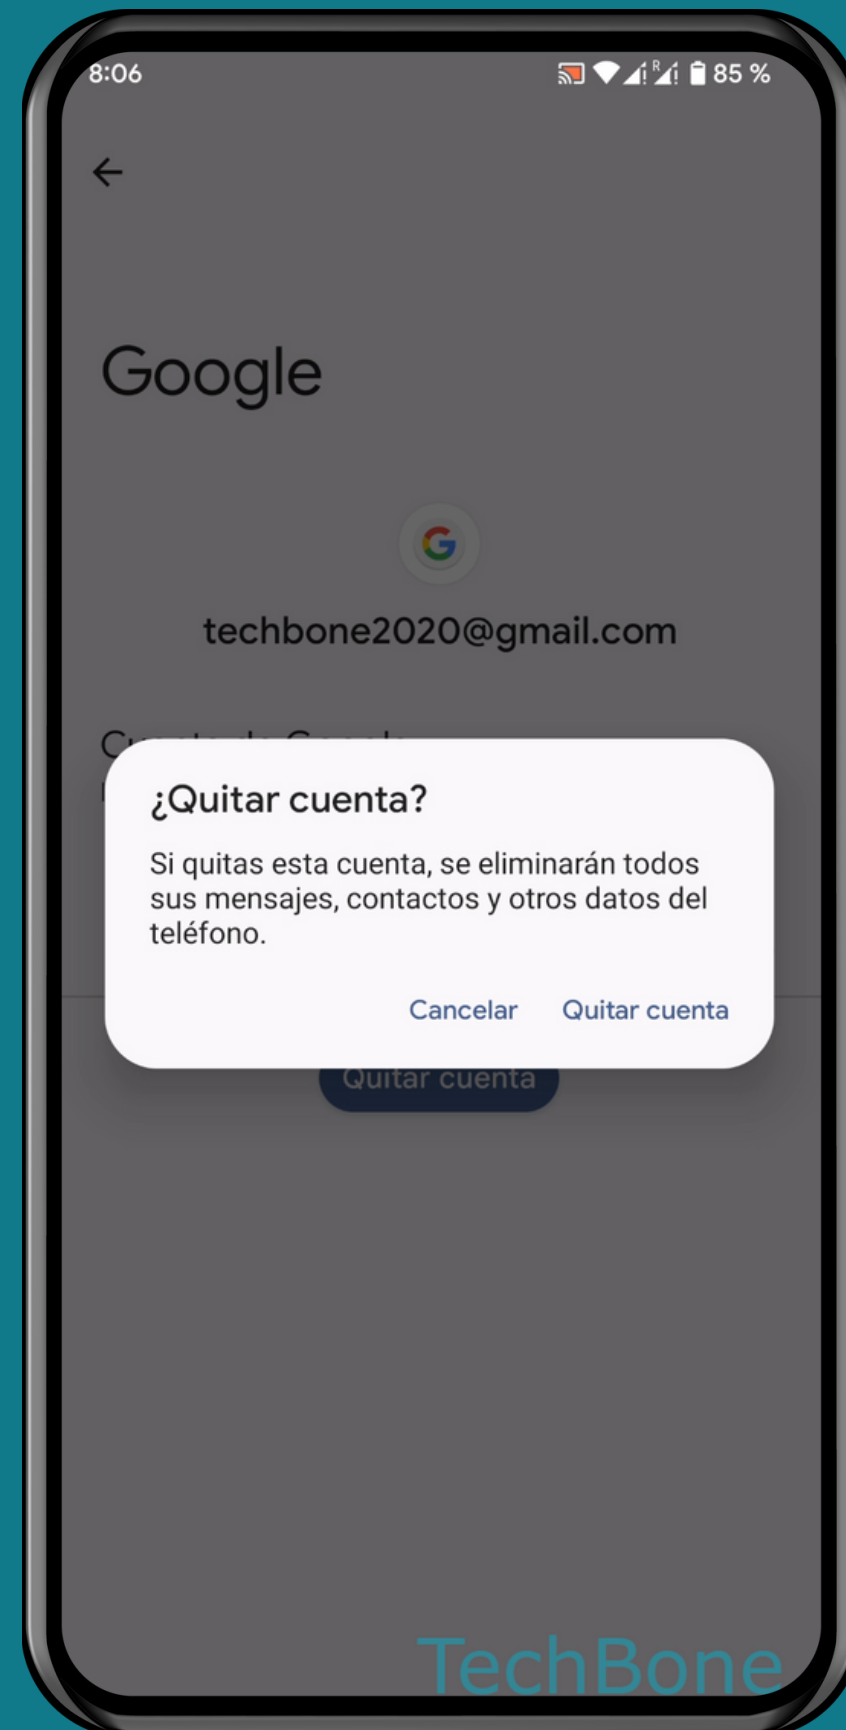 8:06
R
85 %
Google
techbone2020@gmail.com
¿Quitar cuenta?
Si quitas esta cuenta, se eliminarán todos
sus mensajes, contactos y otros datos del
teléfono.
Cancelar Quitar cuenta
Quitar cuenta
TechBone